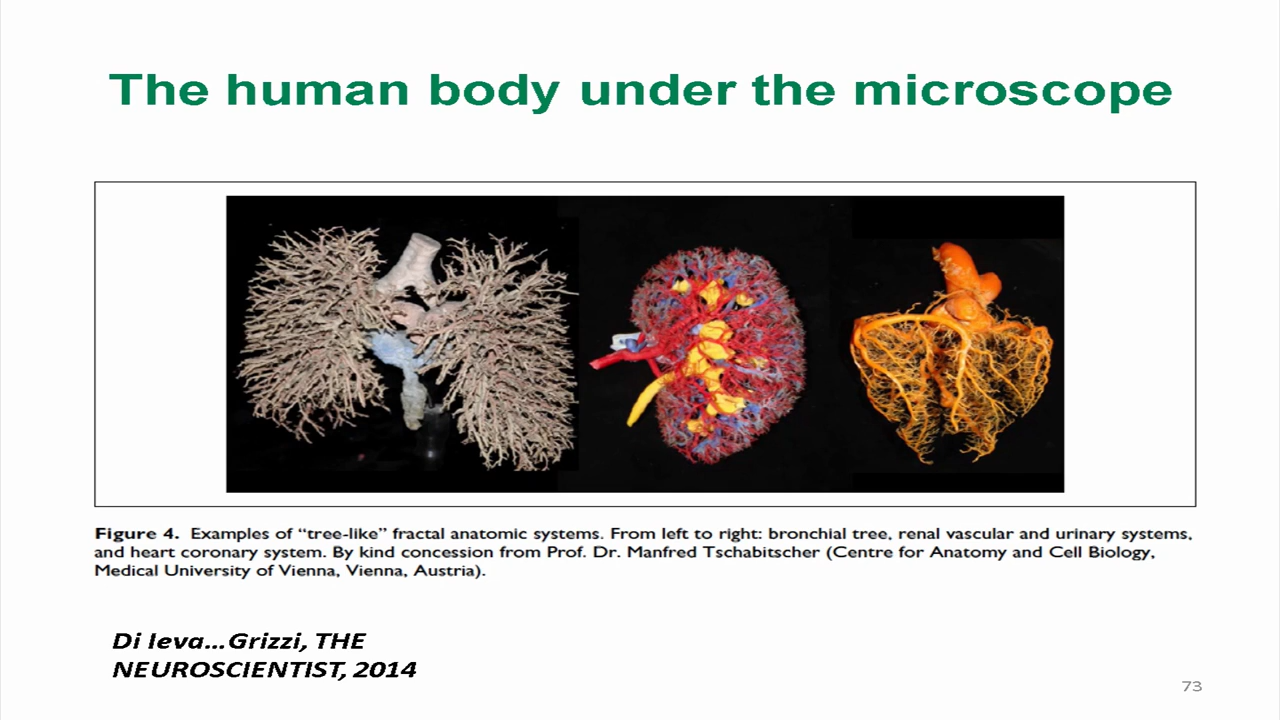 The human body under the microscope
Figure 4. Examples of “tree-like” fractal anatomic systems. From left to right: bronchial tree, renal vascular and urinary systems,
and heart coronary system. By kind concession from Prof. Dr. Manfred Tschabitscher (Centre for Anatomy and Cell Biology,
Medical University of Vienna, Vienna, Austria).
Di Ieva...Grizzi, THE
NEUROSCIENTIST, 2014
73